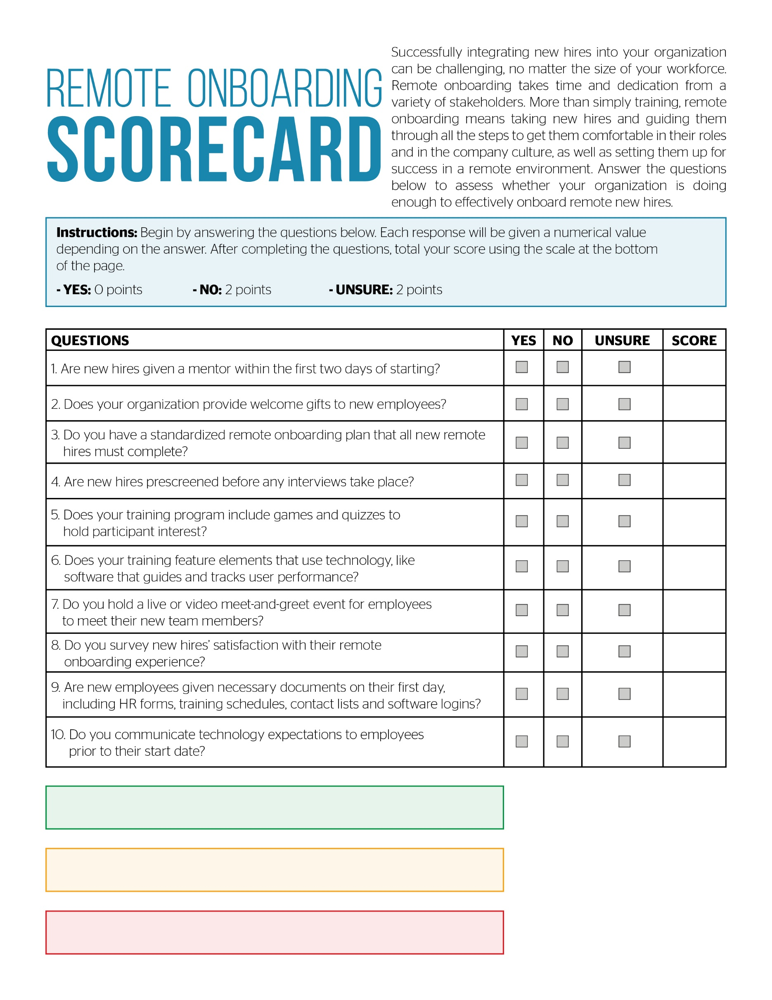 REMOTE ONBOARDING
SCORECARD
Successfully integrating new hires into your organization
can be challenging, no matter the size of your workforce.
Remote onboarding takes time and dedication from a
variety of stakeholders. More than simply training, remote
onboarding means taking new hires and guiding them
through all the steps to get them comfortable in their roles
and in the company culture, as well as setting them up for
success in a remote environment. Answer the questions
below to assess whether your organization is doing
enough to effectively onboard remote new hires.
Instructions: Begin by answering the questions below. Each response will be given a numerical value
depending on the answer. After completing the questions, total your score using the scale at the bottom
of the page.
- YES: 0 points - NO: 2 points - UNSURE: 2 points
QUESTIONS YES NO UNSURE SCORE
1. Are new hires given a mentor within the first two days of starting?
2. Does your organization provide welcome gifts to new employees?
3. Do you have a standardized remote onboarding plan that all new remote
hires must complete?
4. Are new hires prescreened before any interviews take place?
5. Does your training program include games and quizzes to
hold participant interest?
6. Does your training feature elements that use technology, like
software that guides and tracks user performance?
7. Do you hold a live or video meet-and-greet event for employees
to meet their new team members?
8. Do you survey new hires’ satisfaction with their remote
onboarding experience?
9. Are new employees given necessary documents on their first day,
including HR forms, training schedules, contact lists and software logins?
10. Do you communicate technology expectations to employees
prior to their start date?